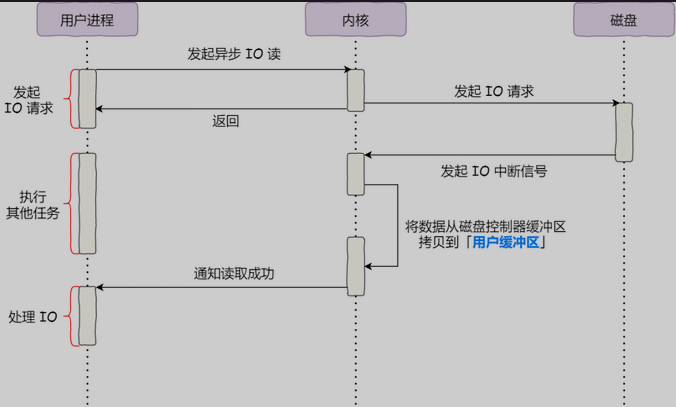 用户进程
内核
磁盘
发起异步 IO 读
发起
IO 请求
发起 IO 请求
返回
发起 IO 中断信号
执行
其他任务
将数据从磁盘控制器缓冲区
拷贝到「用户缓冲区」
通知读取成功
处理 IO